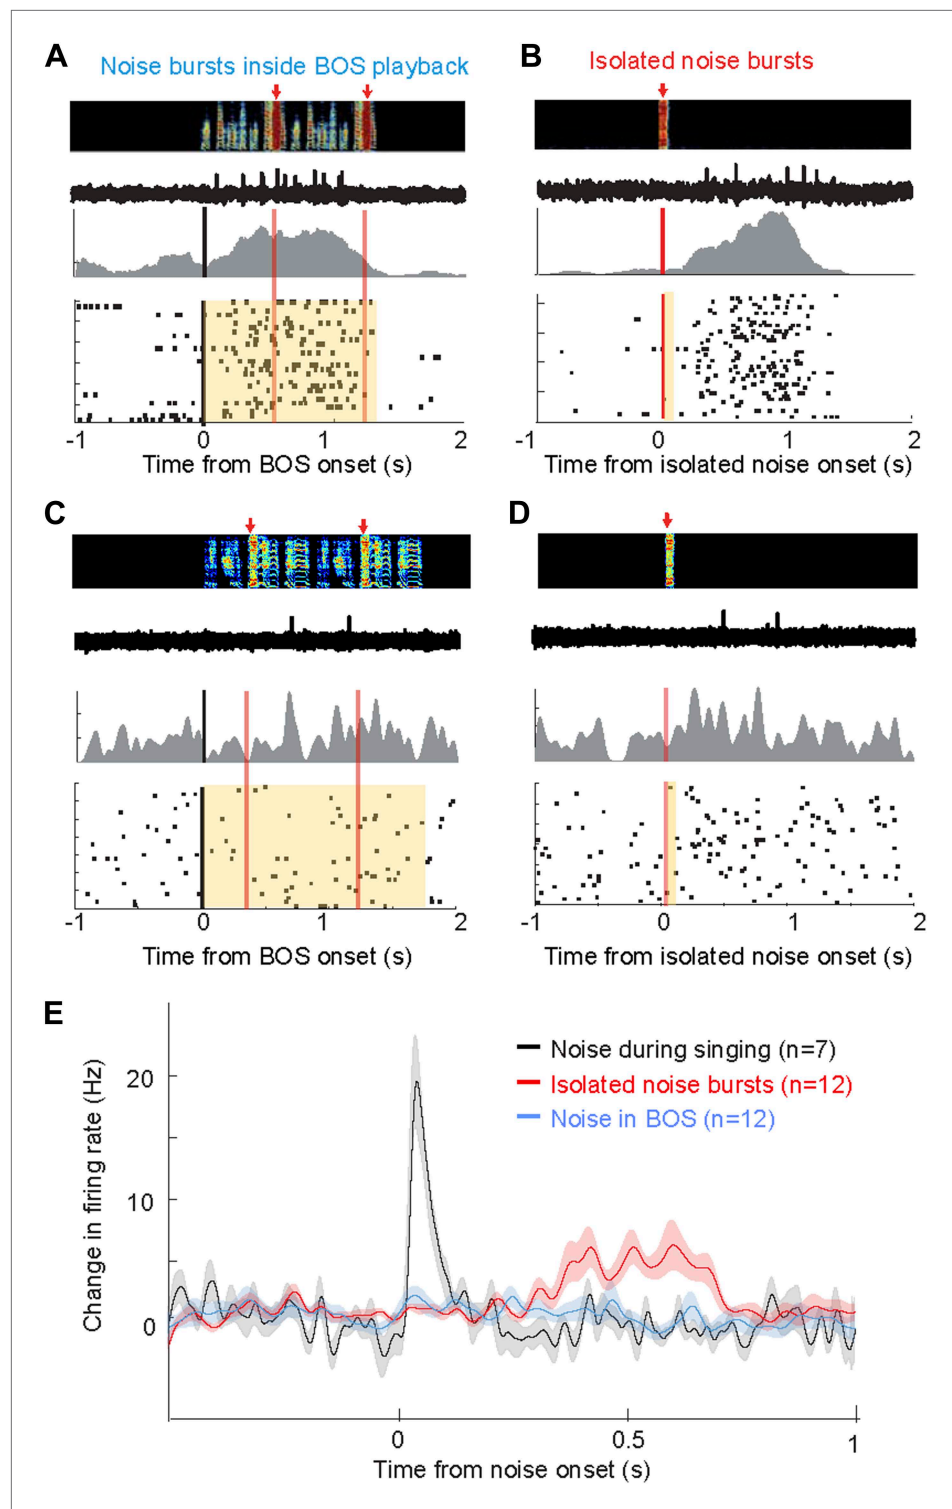 A
Noise bursts inside BOS playback
B
Isolated noise bursts
-1 0 1 2
Time from BOS onset (s)
-1 0 1 2
Time from isolated noise onset (s)
C
D
-1 0 1 2
Time from BOS onset (s)
-1 0 1 2
Time from isolated noise onset (s)
E
Noise during singing (n=7)
Isolated noise bursts (n=12)
Noise in BOS (n=12)
Change in firing rate (Hz)
20
10
0
0 0.5 1
Time from noise onset (s)